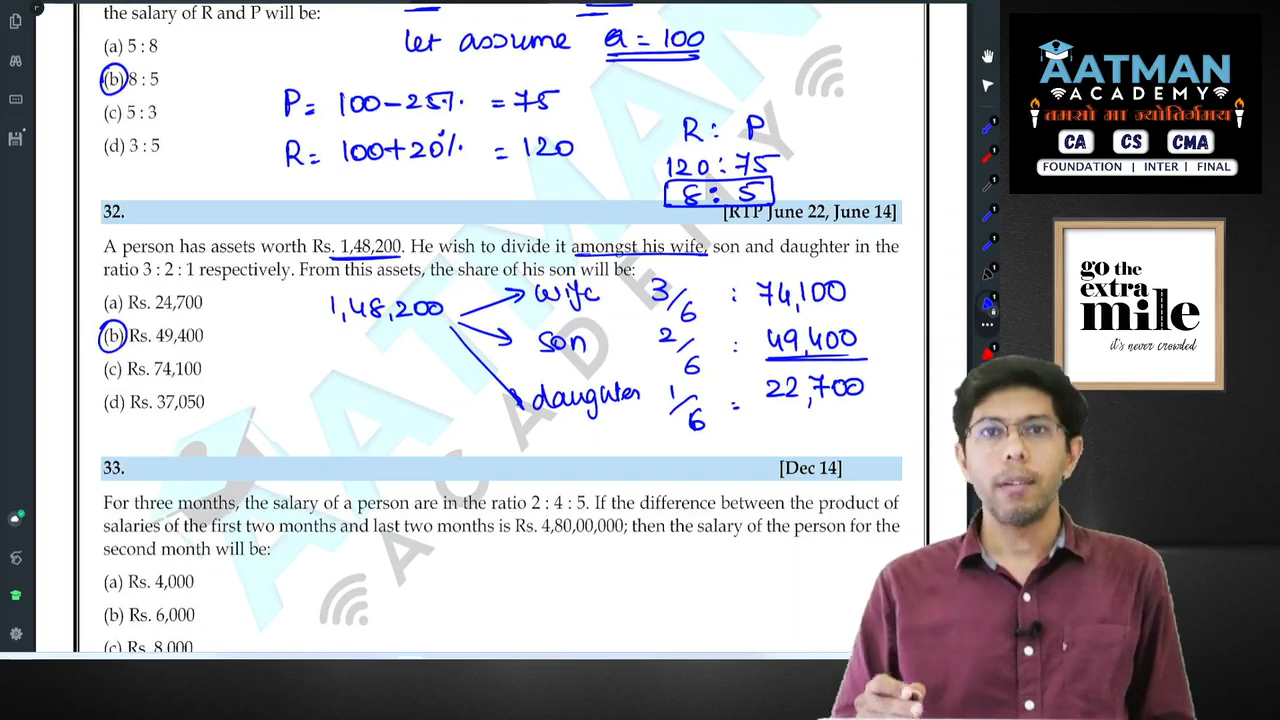 the salary of R and P will be:
(a) 5 : 8
(b) 8 : 5
(c) 5 : 3
(d) 3 : 5
let assume a = 100
P = 100 - 25% = 75
R = 100 + 20% = 120
R : P
120 : 75
8 : 5
32. [RTP June 22, June 14]
A person has assets worth Rs. 1,48,200. He wish to divide it amongst his wife, son and daughter in the
ratio 3 : 2 : 1 respectively. From this assets, the share of his son will be:
(a) Rs. 24,700
(b) Rs. 49,400
(c) Rs. 74,100
(d) Rs. 37,050
1,48,200
wife 3/6 : 74,100
son 2/6 : 49,400
daughter 1/6 = 22,700
33. [Dec 14]
For three months, the salary of a person are in the ratio 2 : 4 : 5. If the difference between the product of
salaries of the first two months and last two months is Rs. 4,80,00,000; then the salary of the person for the
second month will be:
(a) Rs. 4,000
(b) Rs. 6,000
(c) Rs. 8,000
AATMAN
ACADEMY
AATMAN
ACADEMY
तमसो मा ज्योतिर्गमय
CA CS CMA
FOUNDATION | INTER | FINAL
go the
extra
mile
it's never crowded